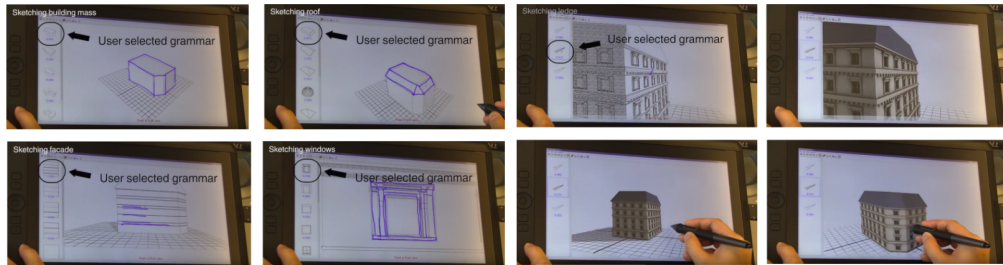 Sketching building mass
User selected grammar
Sketching roof
User selected grammar
Sketching ledge
User selected grammar
Sketching facade
User selected grammar
Sketching windows
User selected grammar